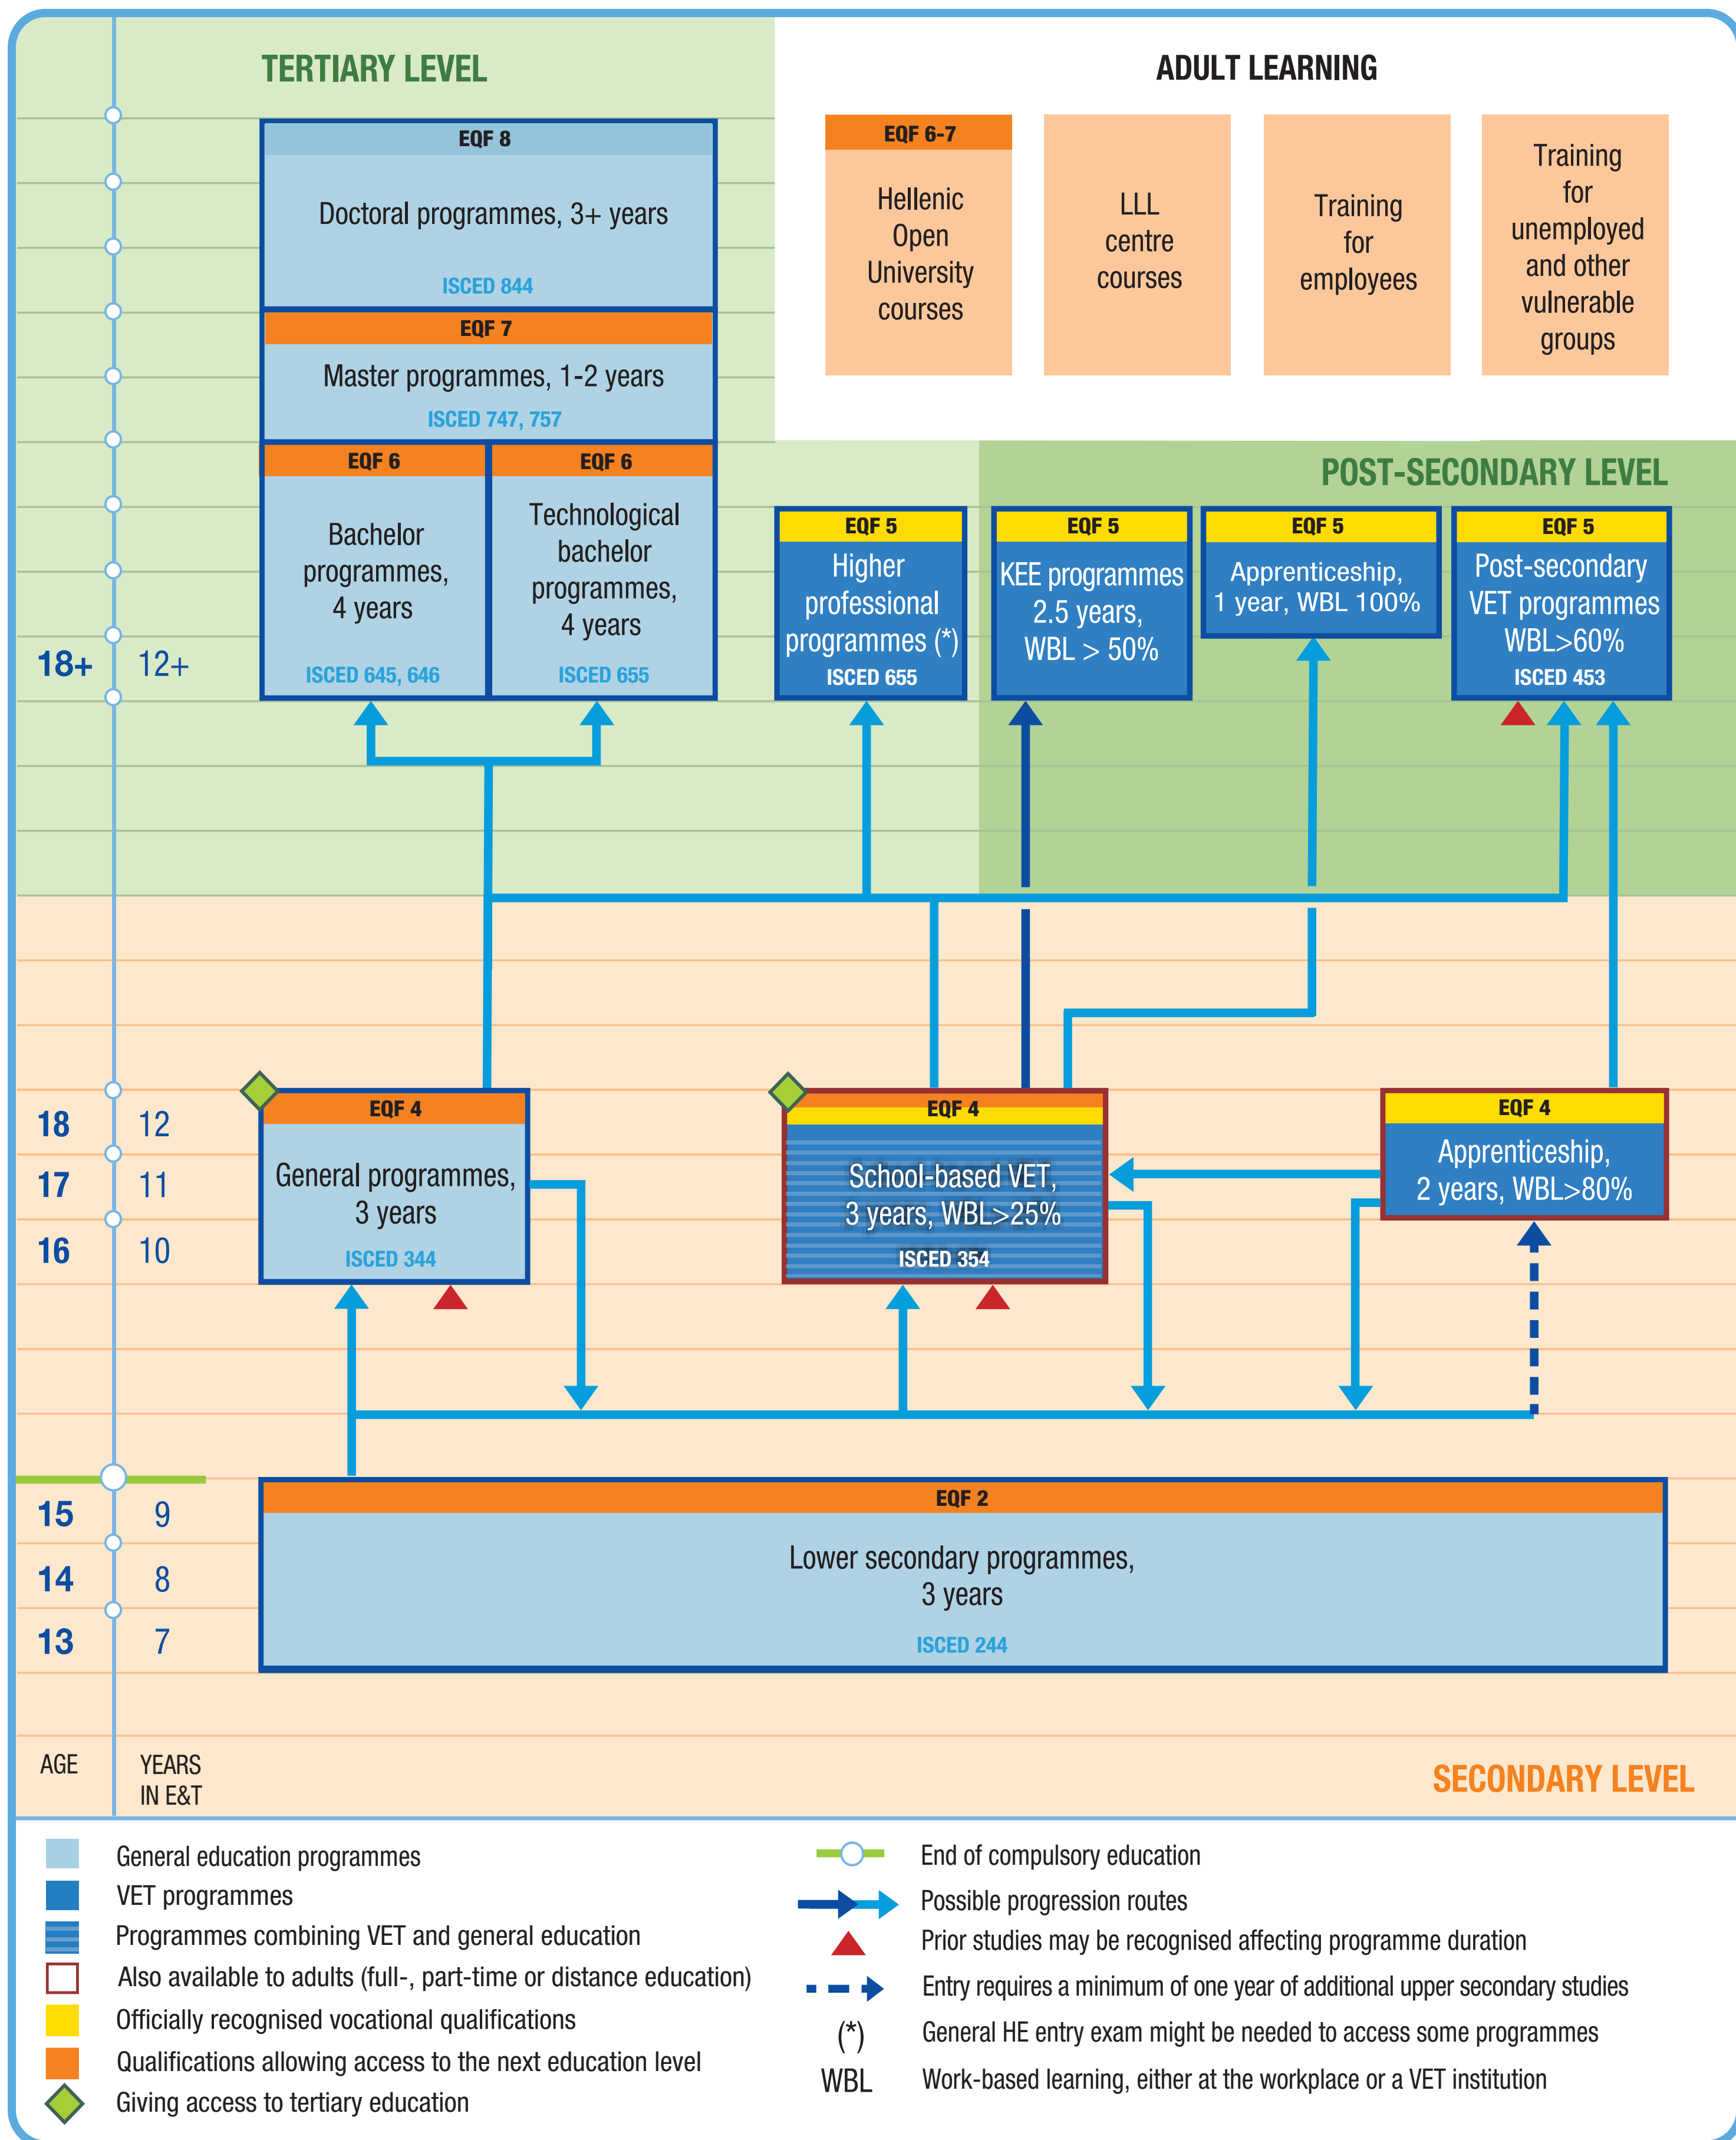 TERTIARY LEVEL
ADULT LEARNING
EQF 8
Doctoral programmes, 3+ years
ISCED 844
EQF 7
Master programmes, 1-2 years
ISCED 747, 757
EQF 6
Bachelor
programmes,
4 years
ISCED 645, 646
EQF 6
Technological
bachelor
programmes,
4 years
ISCED 655
EQF 6-7
Hellenic
Open
University
courses
LLL
centre
courses
Training
for
employees
Training
for
unemployed
and other
vulnerable
groups
POST-SECONDARY LEVEL
EQF 5
Higher
professional
programmes (*)
ISCED 655
EQF 5
KEE programmes
2.5 years,
WBL > 50%
EQF 5
Apprenticeship,
1 year, WBL 100%
EQF 5
Post-secondary
VET programmes
WBL>60%
ISCED 453
18+ 12+
18 12
17 11
16 10
EQF 4
General programmes,
3 years
ISCED 344
EQF 4
School-based VET,
3 years, WBL>25%
ISCED 354
EQF 4
Apprenticeship,
2 years, WBL>80%
15 9
14 8
13 7
EQF 2
Lower secondary programmes,
3 years
ISCED 244
AGE
YEARS
IN E&T
SECONDARY LEVEL
General education programmes
VET programmes
Programmes combining VET and general education
Also available to adults (full-, part-time or distance education)
Officially recognised vocational qualifications
Qualifications allowing access to the next education level
Giving access to tertiary education
End of compulsory education
Possible progression routes
Prior studies may be recognised affecting programme duration
Entry requires a minimum of one year of additional upper secondary studies
(*) General HE entry exam might be needed to access some programmes
WBL Work-based learning, either at the workplace or a VET institution